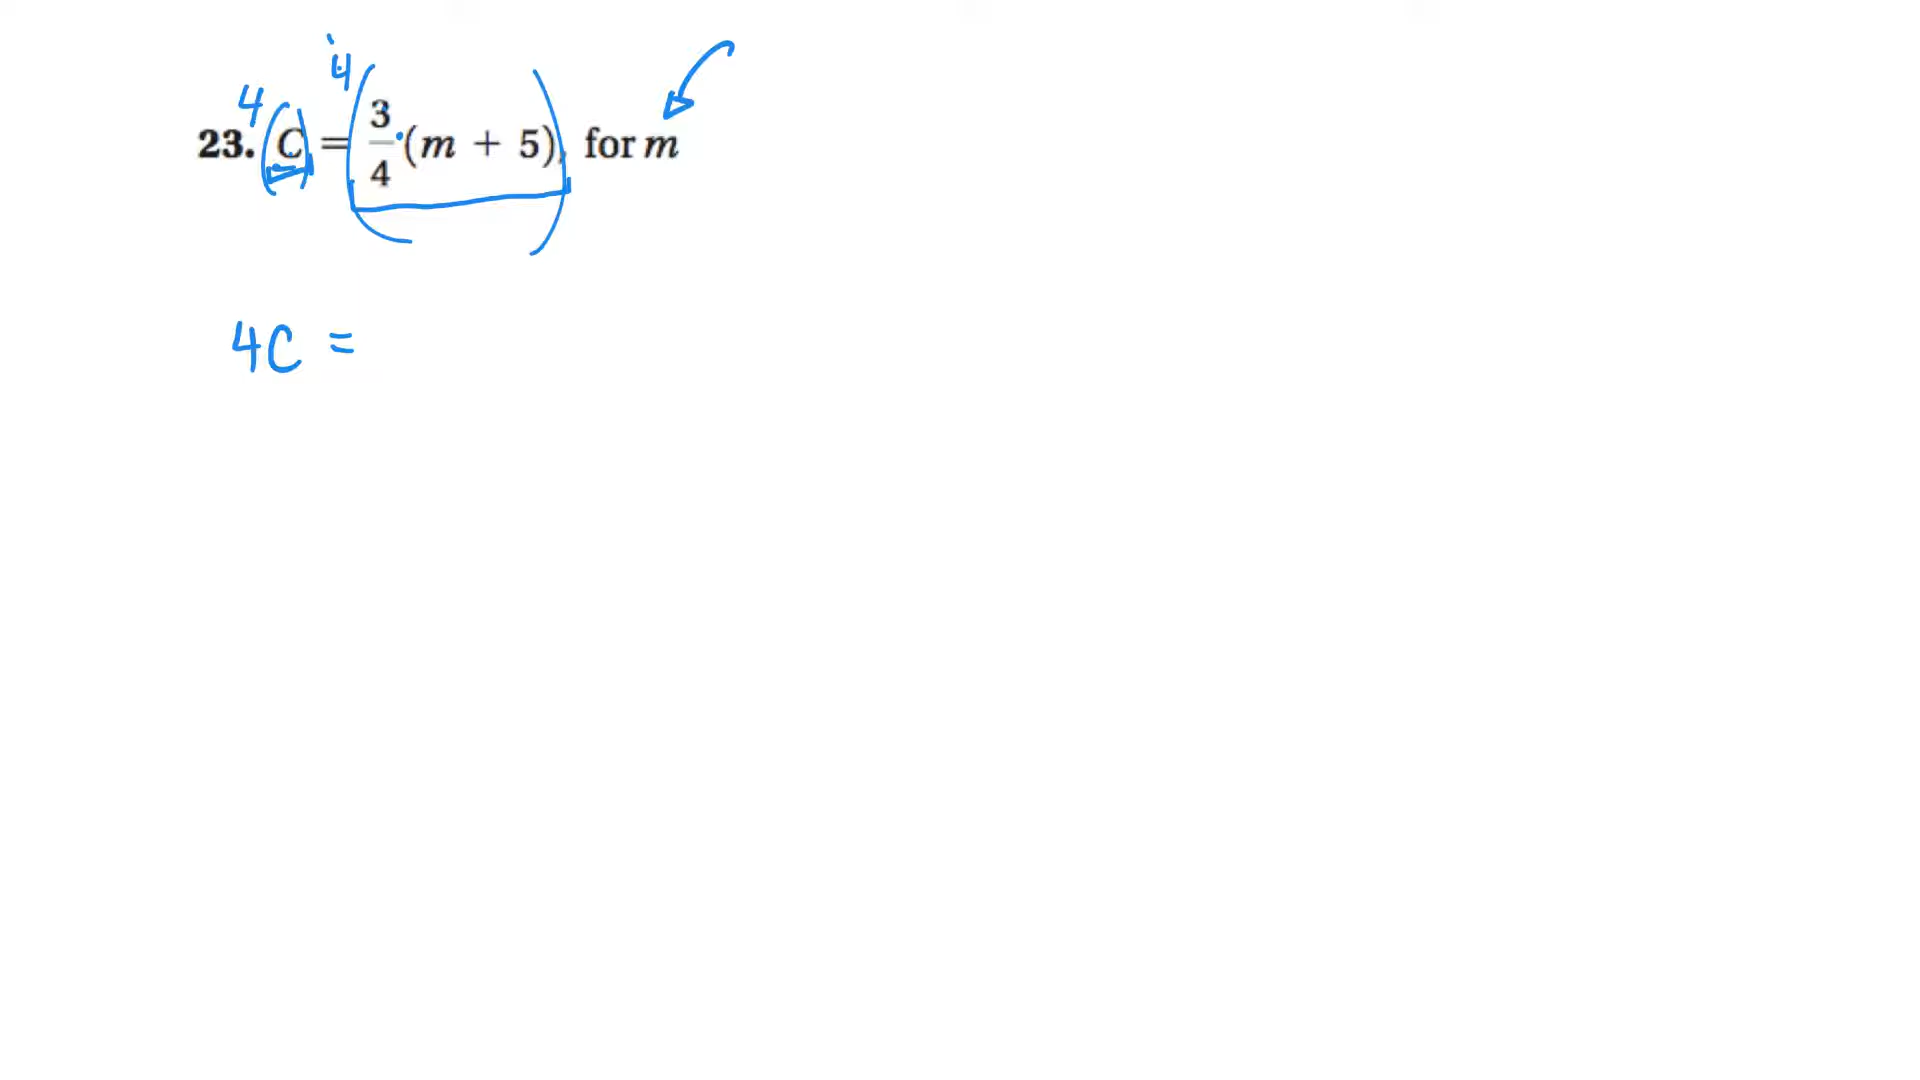 4 4
23. C = 3/4 · (m + 5), for m
4C =